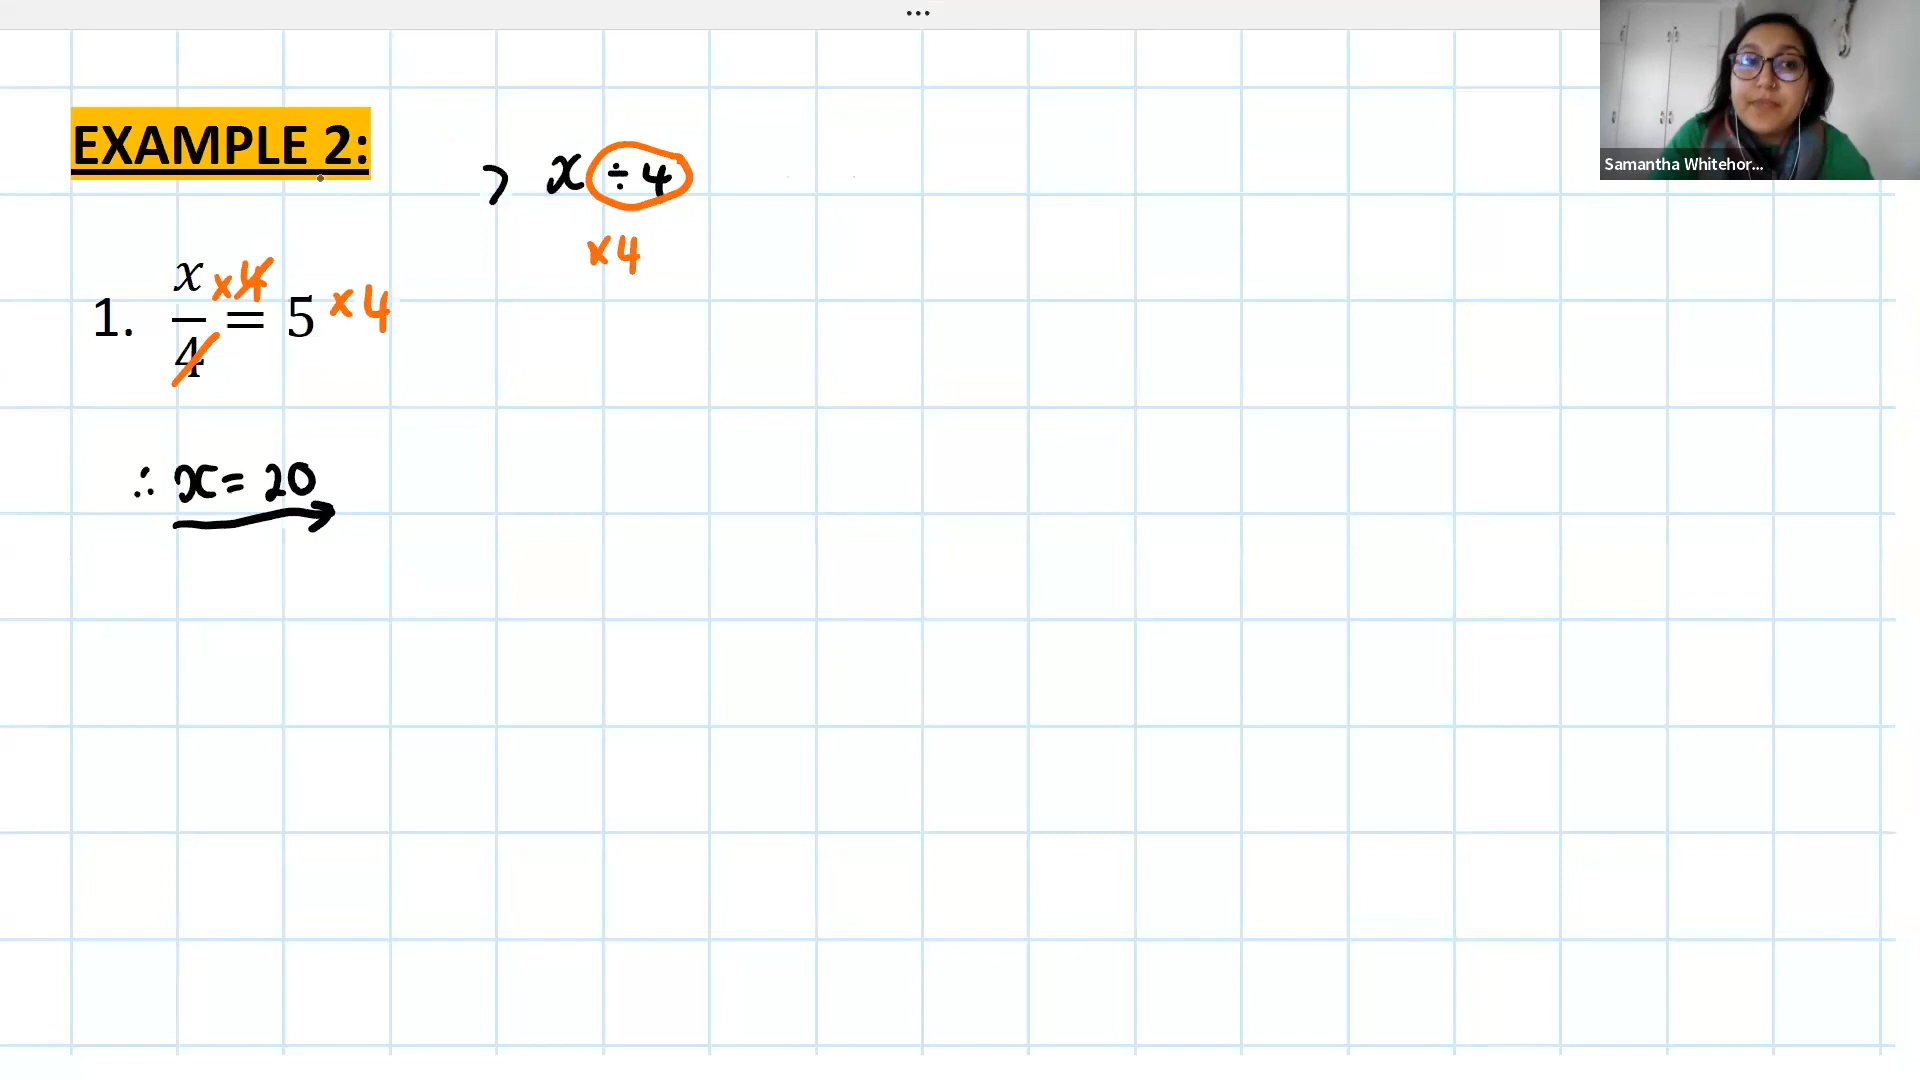 ...
EXAMPLE 2:
> x ÷ 4
×4
1. x/4 ×4 = 5 ×4
∴ x = 20
Samantha Whitehor...